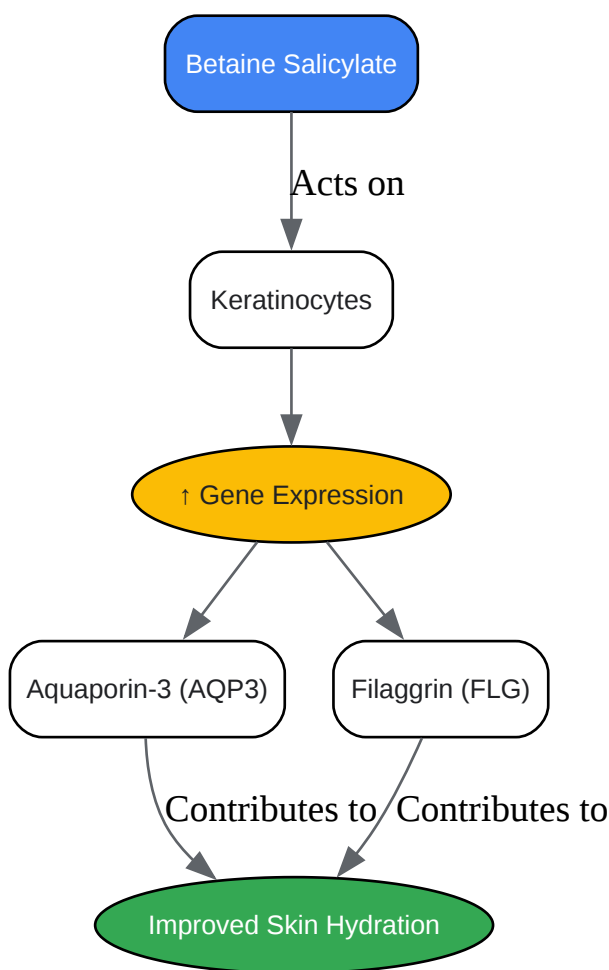 Betaine Salicylate
Acts on
Keratinocytes
↑ Gene Expression
Aquaporin-3 (AQP3)
Filaggrin (FLG)
Contributes to
Contributes to
Improved Skin Hydration